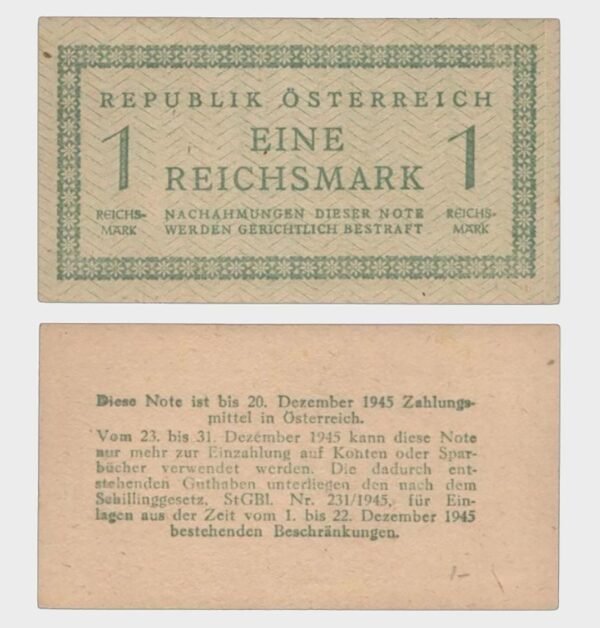 REPUBLIK ÖSTERREICH
1 EINE 1
REICHSMARK
REICHS- NACHAHMUNGEN DIESER NOTE REICHS-
MARK WERDEN GERICHTLICH BESTRAFT MARK
Diese Note ist bis 20. Dezember 1945 Zahlungs-
mittel in Österreich.
Vom 23. bis 31. Dezember 1945 kann diese Note
nur mehr zur Einzahlung auf Konten oder Spar-
bücher verwendet werden. Die dadurch ent-
stehenden Guthaben unterliegen den nach dem
Schillinggesetz, StGBl. Nr. 231/1945, für Ein-
lagen aus der Zeit vom 1. bis 22. Dezember 1945
bestehenden Beschränkungen.
1-